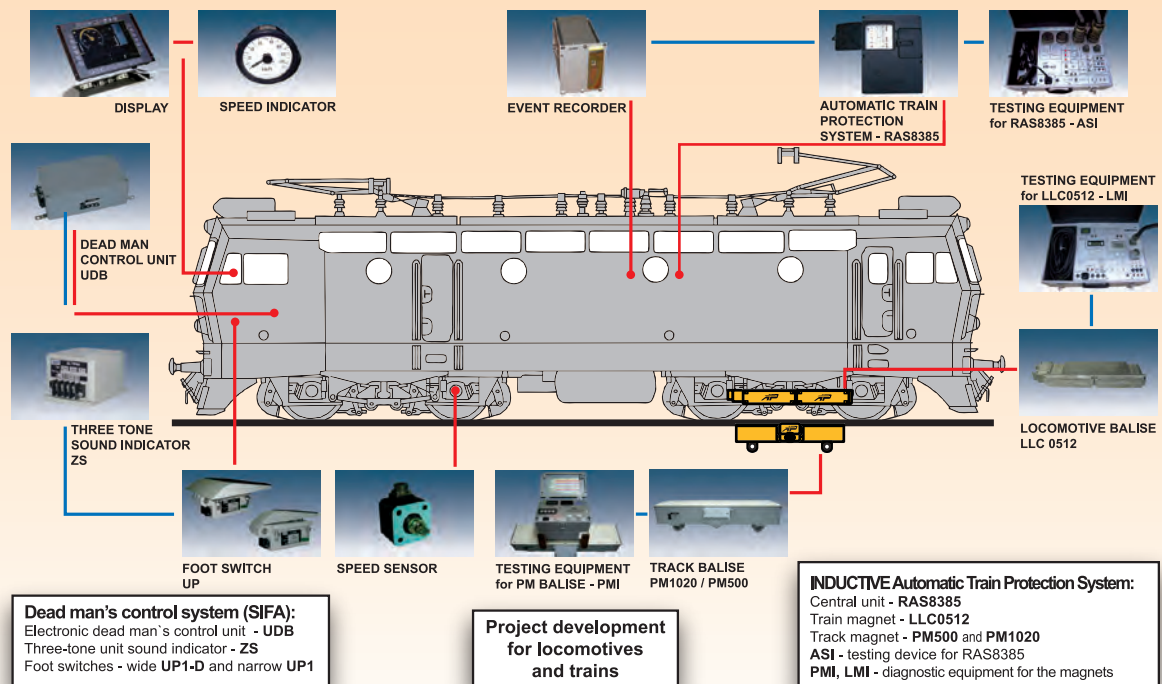 DISPLAY
SPEED INDICATOR
EVENT RECORDER
AUTOMATIC TRAIN
PROTECTION
SYSTEM - RAS8385
TESTING EQUIPMENT
for RAS8385 - ASI
DEAD MAN
CONTROL UNIT
UDB
TESTING EQUIPMENT
for LLC0512 - LMI
THREE TONE
SOUND INDICATOR
ZS
LOCOMOTIVE BALISE
LLC 0512
FOOT SWITCH
UP
SPEED SENSOR
TESTING EQUIPMENT
for PM BALISE - PMI
TRACK BALISE
PM1020 / PM500
AP
AP
AP
Dead man's control system (SIFA):
Electronic dead man`s control unit - UDB
Three-tone unit sound indicator - ZS
Foot switches - wide UP1-D and narrow UP1
Project development
for locomotives
and trains
INDUCTIVE Automatic Train Protection System:
Central unit - RAS8385
Train magnet - LLC0512
Track magnet - PM500 and PM1020
ASI - testing device for RAS8385
PMI, LMI - diagnostic equipment for the magnets